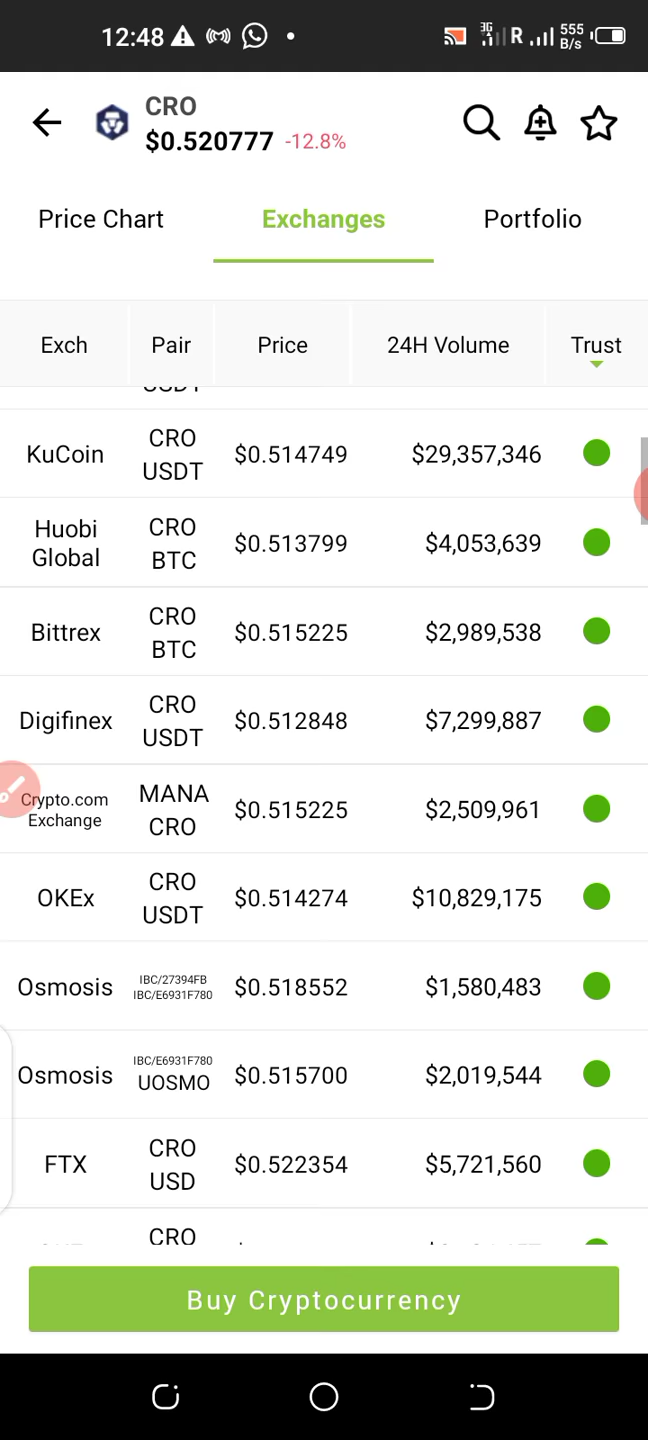 12:48
3G
R
555
B/s
CRO
$0.520777 -12.8%
Price Chart
Exchanges
Portfolio
Exch Pair Price 24H Volume Trust
USDT
KuCoin CRO USDT $0.514749 $29,357,346
Huobi Global CRO BTC $0.513799 $4,053,639
Bittrex CRO BTC $0.515225 $2,989,538
Digifinex CRO USDT $0.512848 $7,299,887
Crypto.com Exchange MANA CRO $0.515225 $2,509,961
OKEx CRO USDT $0.514274 $10,829,175
Osmosis IBC/27394FB IBC/E6931F780 $0.518552 $1,580,483
Osmosis IBC/E6931F780 UOSMO $0.515700 $2,019,544
FTX CRO USD $0.522354 $5,721,560
CRO
Buy Cryptocurrency